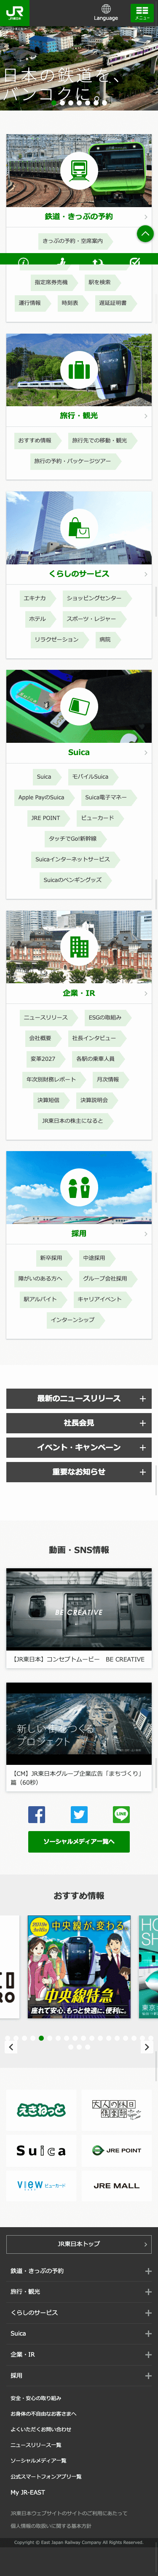 JR
JR東日本
Language
メニュー
日本の鉄道を、
バンコクに。
鉄道・きっぷの予約
きっぷの予約・空席案内
指定席券売機
駅を検索
運行情報
時刻表
遅延証明書
旅行・観光
おすすめ情報
旅行先での移動・観光
旅行の予約・パッケージツアー
くらしのサービス
エキナカ
ショッピングセンター
ホテル
スポーツ・レジャー
リラクゼーション
病院
Suica
Suica
モバイルSuica
Apple PayのSuica
Suica電子マネー
JRE POINT
ビューカード
タッチでGo!新幹線
Suicaインターネットサービス
Suicaのペンギングッズ
企業・IR
ニュースリリース
ESGの取組み
会社概要
社長インタビュー
変革2027
各駅の乗車人員
年次別財務レポート
月次情報
決算短信
決算説明会
JR東日本の株主になると
採用
新卒採用
中途採用
障がいのある方へ
グループ会社採用
駅アルバイト
キャリアイベント
インターンシップ
最新のニュースリリース
社長会見
イベント・キャンペーン
重要なお知らせ
動画・SNS情報
BE CREATIVE
【JR東日本】コンセプトムービー　BE CREATIVE
新しい街をつくる
プロジェクト
【CM】JR東日本グループ企業広告「まちづくり」
篇（60秒）
LINE
ソーシャルメディア一覧へ
おすすめ情報
中央線が、変わる。
中央線特急
座れて安心。もっと快適に、便利に。
えきねっと
大人の休日倶楽部
Suica
JRE POINT
VIEW ビューカード
JRE MALL
JR東日本トップ
鉄道・きっぷの予約
旅行・観光
くらしのサービス
Suica
企業・IR
採用
安全・安心の取り組み
お身体の不自由なお客さまへ
よくいただくお問い合わせ
ニュースリリース一覧
ソーシャルメディア一覧
公式スマートフォンアプリ一覧
My JR-EAST
JR東日本ウェブサイトのサイトのご利用にあたって
個人情報の取扱いに関する基本方針
Copyright © East Japan Railway Company All Rights Reserved.